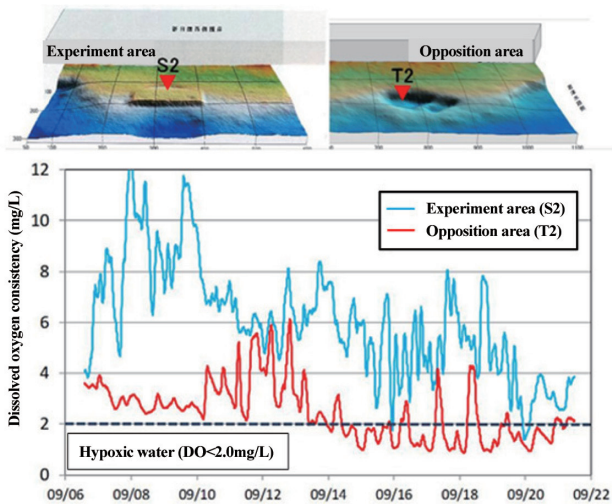 Experiment area
S2
Opposition area
T2
Dissolved oxygen consistency (mg/L)
12
10
8
6
4
2
0
Experiment area (S2)
Opposition area (T2)
Hypoxic water (DO<2.0mg/L)
09/06
09/08
09/10
09/12
09/14
09/16
09/18
09/20
09/22